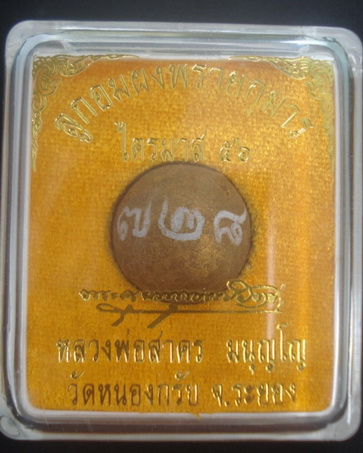 ลูกอมผงพรายกุมาร
ไตรมาส ๕๖
๗๒๘
หลวงพ่อสาคร มนุญโญ
วัดหนองกรับ จ.ระยอง